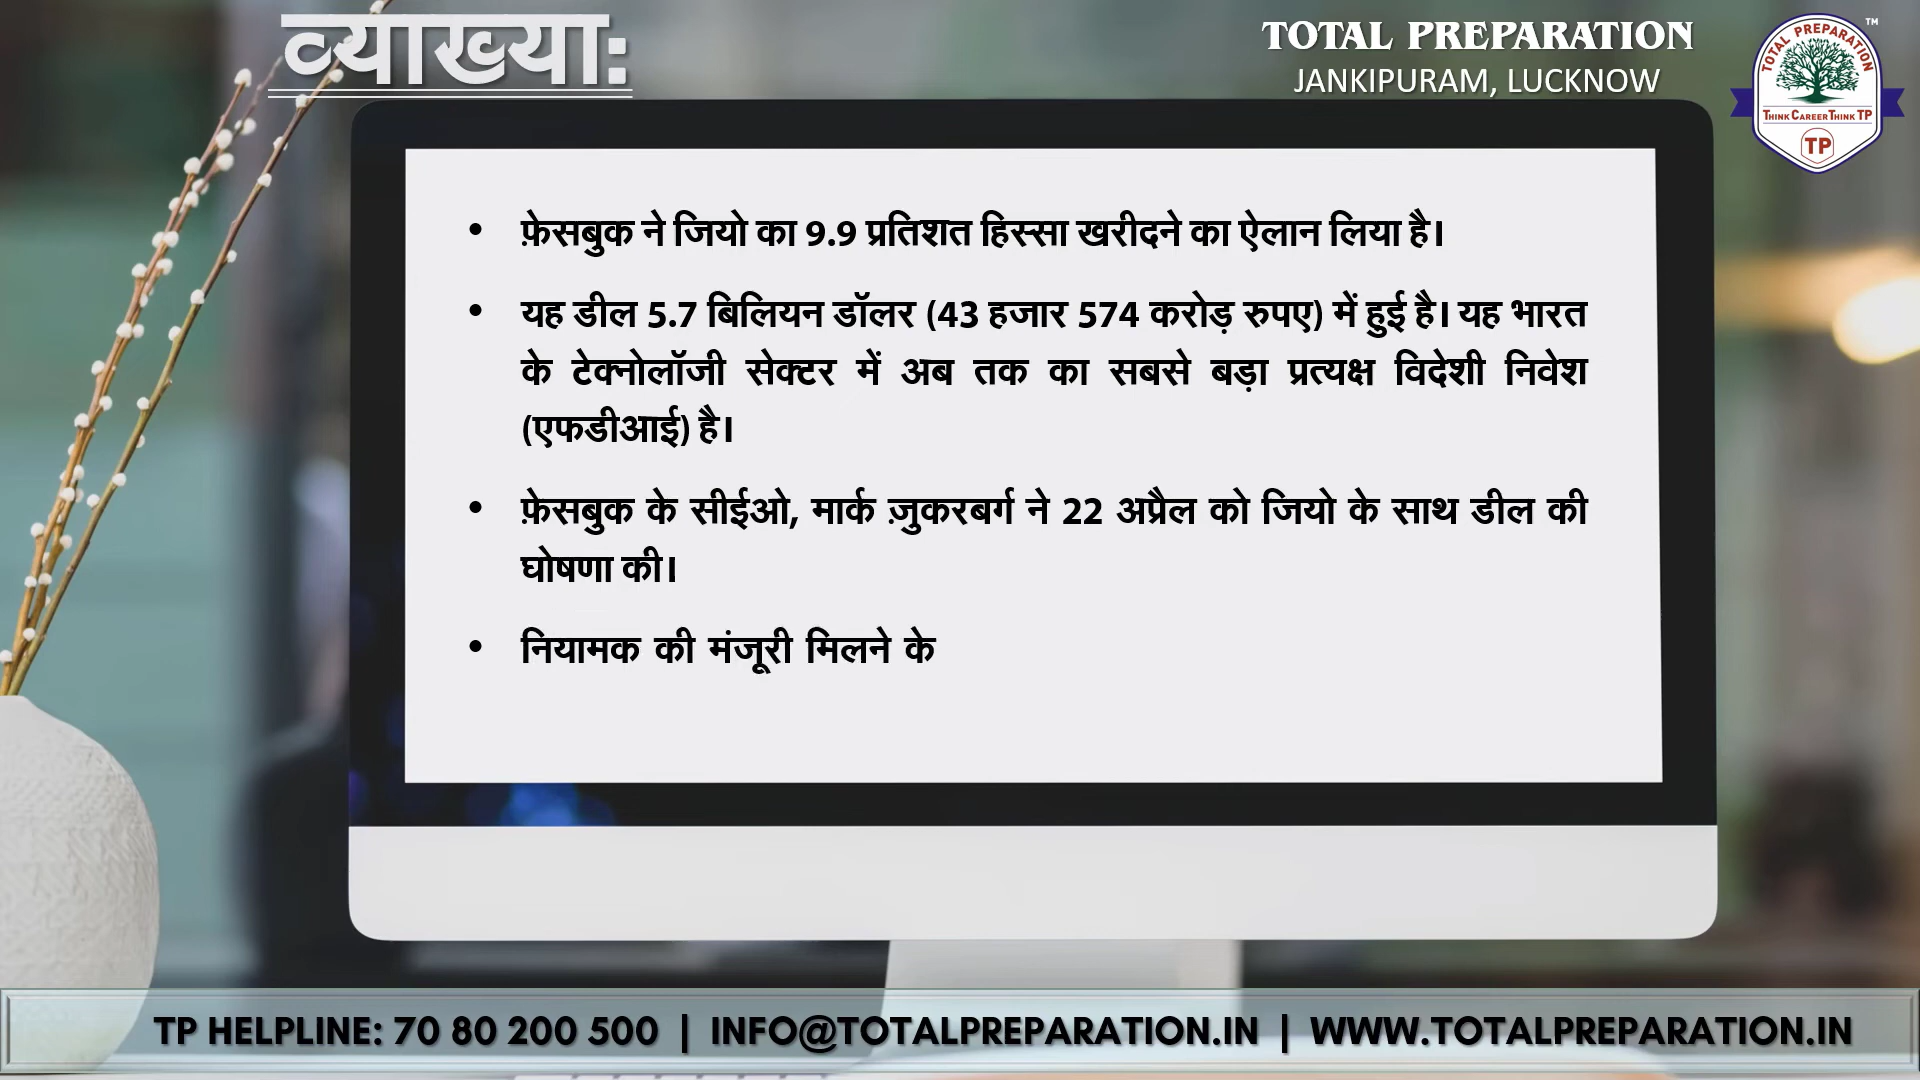 व्याख्या:
TOTAL PREPARATION
JANKIPURAM, LUCKNOW
TM
TOTAL PREPARATION
THINK CAREER THINK TP
TP
• फ़ेसबुक ने जियो का 9.9 प्रतिशत हिस्सा खरीदने का ऐलान लिया है।
• यह डील 5.7 बिलियन डॉलर (43 हजार 574 करोड़ रुपए) में हुई है। यह भारत
के टेक्नोलॉजी सेक्टर में अब तक का सबसे बड़ा प्रत्यक्ष विदेशी निवेश
(एफडीआई) है।
• फ़ेसबुक के सीईओ, मार्क ज़ुकरबर्ग ने 22 अप्रैल को जियो के साथ डील की
घोषणा की।
• नियामक की मंजूरी मिलने के
TP HELPLINE: 70 80 200 500 | INFO@TOTALPREPARATION.IN | WWW.TOTALPREPARATION.IN